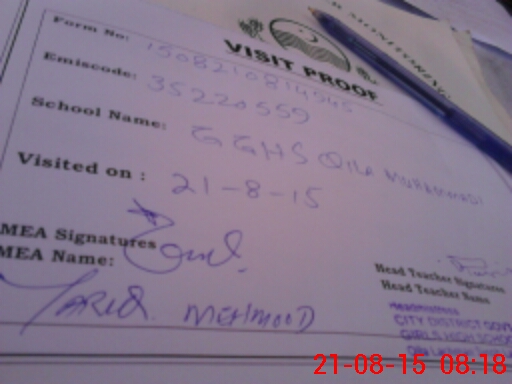 VISIT PROOF
Form No:
Emiscode: 35220559
School Name: GGHS QILA MUHAMMADI
Visited on : 21-8-15
MEA Signatures
MEA Name: TARIQ MEHMOOD
Head Teacher Signatures
Head Teacher Name
CITY DISTRICT GOVT
GIRLS HIGH SCHOOL
21-08-15 08:18